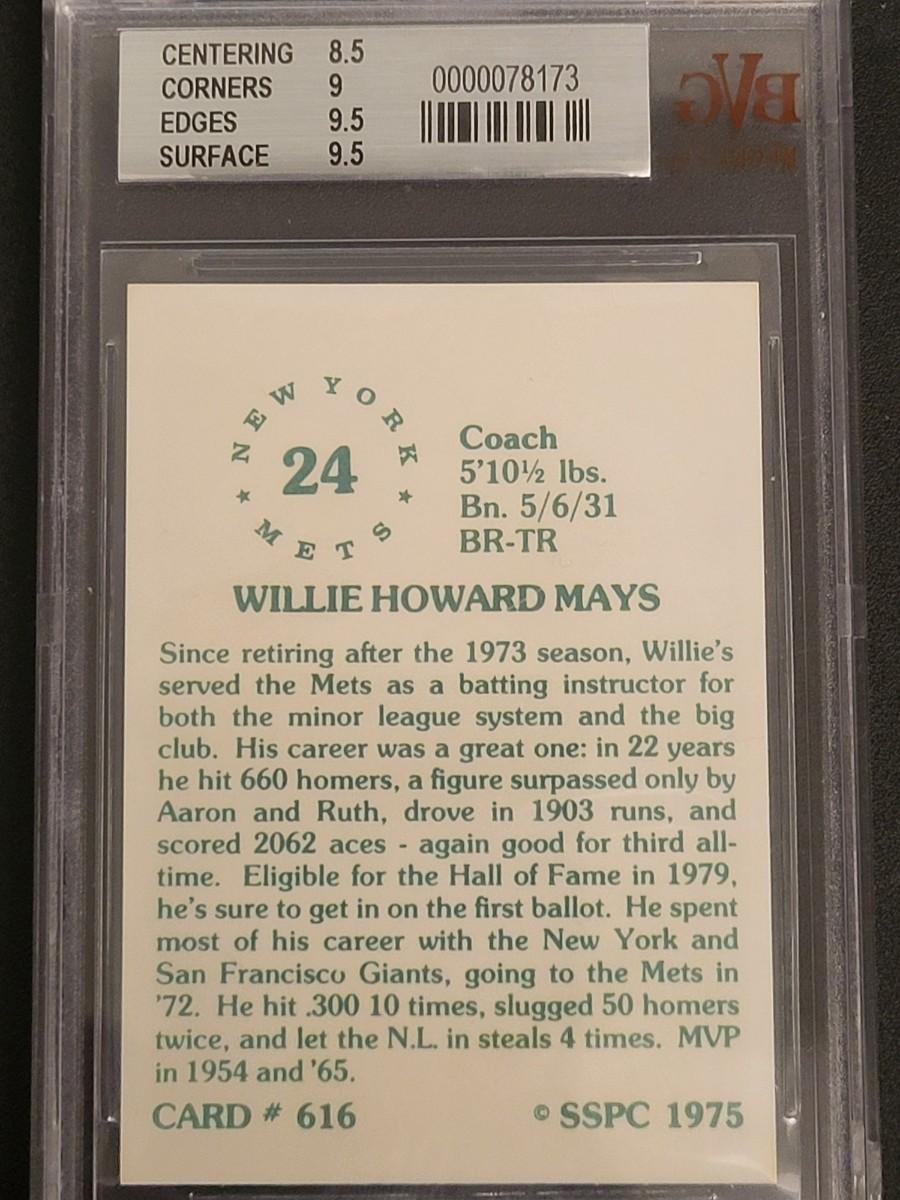 CENTERING 8.5
CORNERS 9
EDGES 9.5
SURFACE 9.5
0000078173
BVG
NEW YORK
24
★ METS ★
Coach
5'10½ lbs.
Bn. 5/6/31
BR-TR
WILLIE HOWARD MAYS
Since retiring after the 1973 season, Willie's
served the Mets as a batting instructor for
both the minor league system and the big
club. His career was a great one: in 22 years
he hit 660 homers, a figure surpassed only by
Aaron and Ruth, drove in 1903 runs, and
scored 2062 aces - again good for third all-
time. Eligible for the Hall of Fame in 1979,
he's sure to get in on the first ballot. He spent
most of his career with the New York and
San Francisco Giants, going to the Mets in
'72. He hit .300 10 times, slugged 50 homers
twice, and let the N.L. in steals 4 times. MVP
in 1954 and '65.
CARD # 616
© SSPC 1975